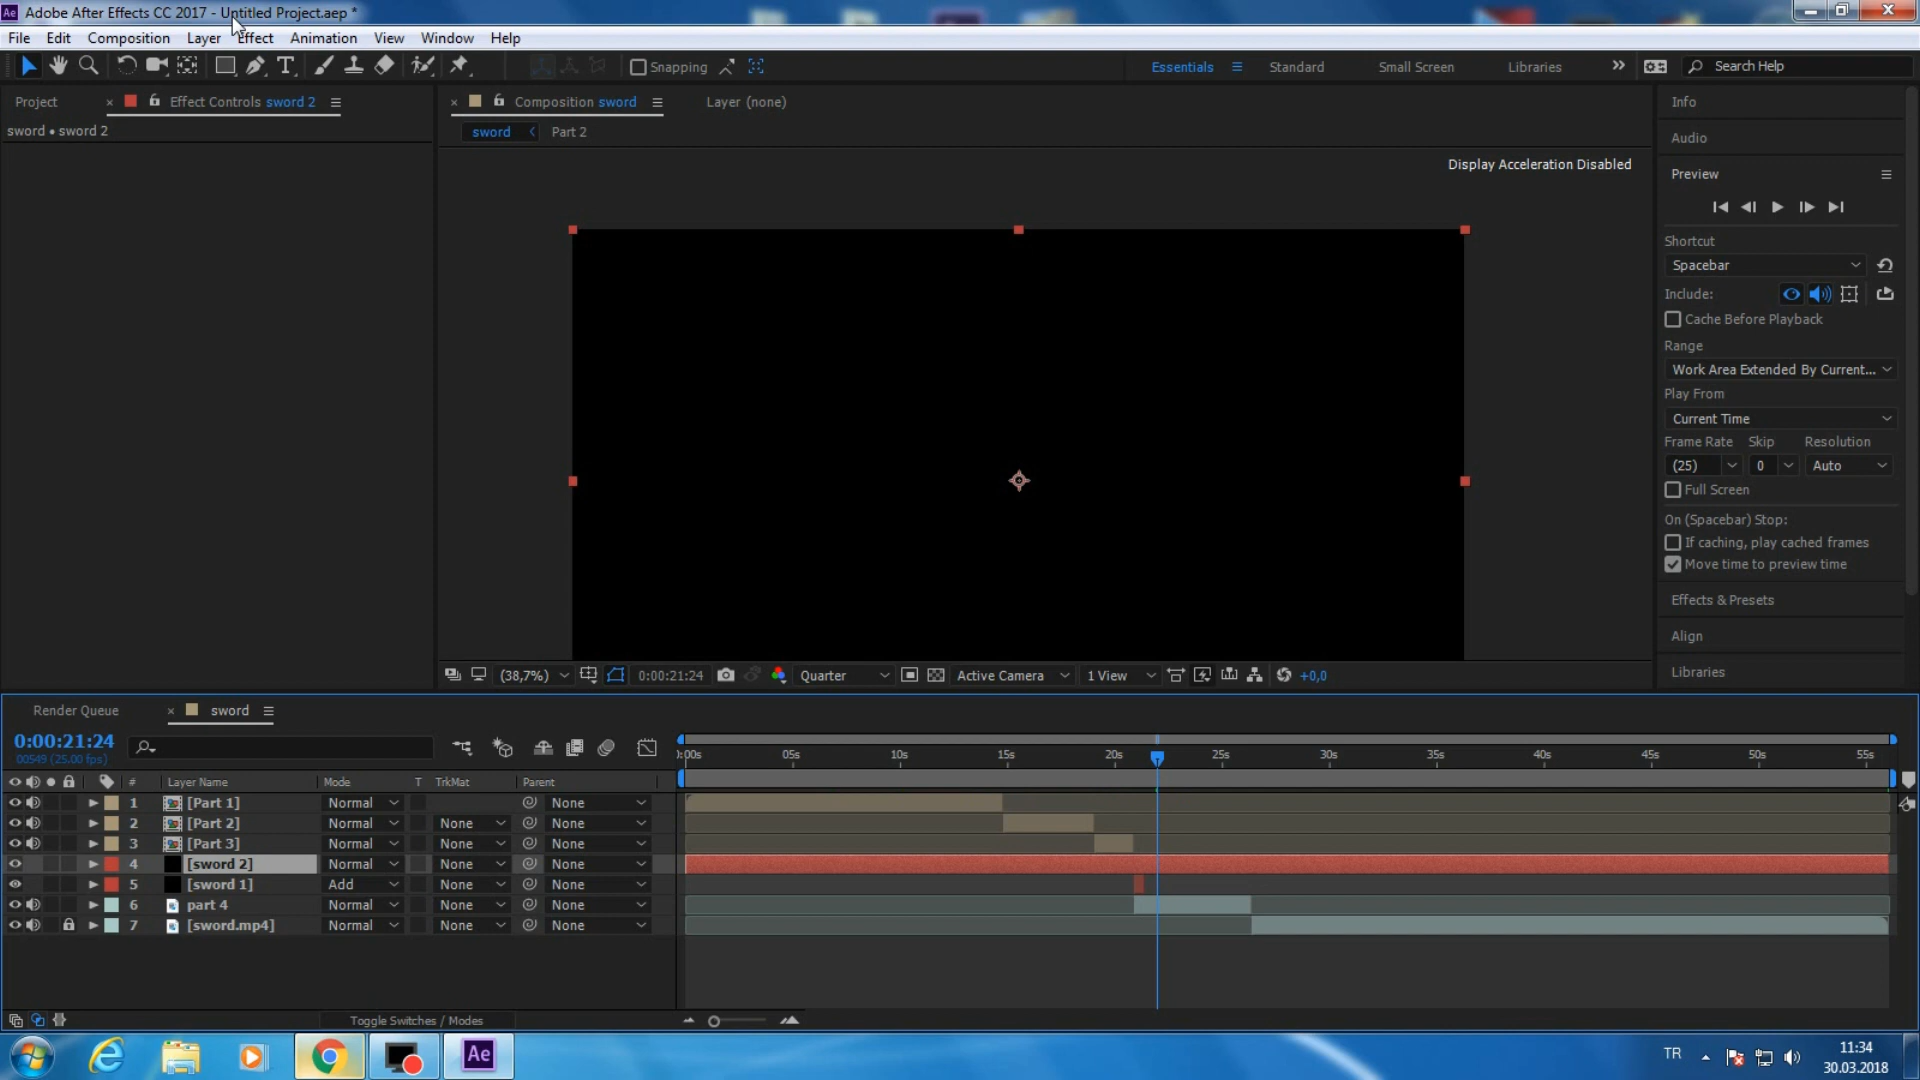 Adobe After Effects CC 2017 - Untitled Project.aep *
File Edit Composition Layer Effect Animation View Window Help
Snapping Essentials Standard Small Screen Libraries Search Help
Project Effect Controls sword 2 Composition sword Layer (none) Info
sword • sword 2 sword Part 2
Audio
Display Acceleration Disabled
Preview
Shortcut
Spacebar
Include:
Cache Before Playback
Range
Work Area Extended By Current...
Play From
Current Time
Frame Rate Skip Resolution
(25) 0 Auto
Full Screen
On (Spacebar) Stop:
If caching, play cached frames
Move time to preview time
Effects & Presets
Align
Libraries
(38,7%) 0:00:21:24 Quarter Active Camera 1 View +0,0
Render Queue sword
0:00:21:24
00549 (25.00 fps)
:00s 05s 10s 15s 20s 25s 30s 35s 40s 45s 50s 55s
# Layer Name Mode T TrkMat Parent
1 [Part 1] Normal None
2 [Part 2] Normal None None
3 [Part 3] Normal None None
4 [sword 2] Normal None None
5 [sword 1] Add None None
6 part 4 Normal None None
7 [sword.mp4] Normal None None
Toggle Switches / Modes
Ae TR 11:34
30.03.2018